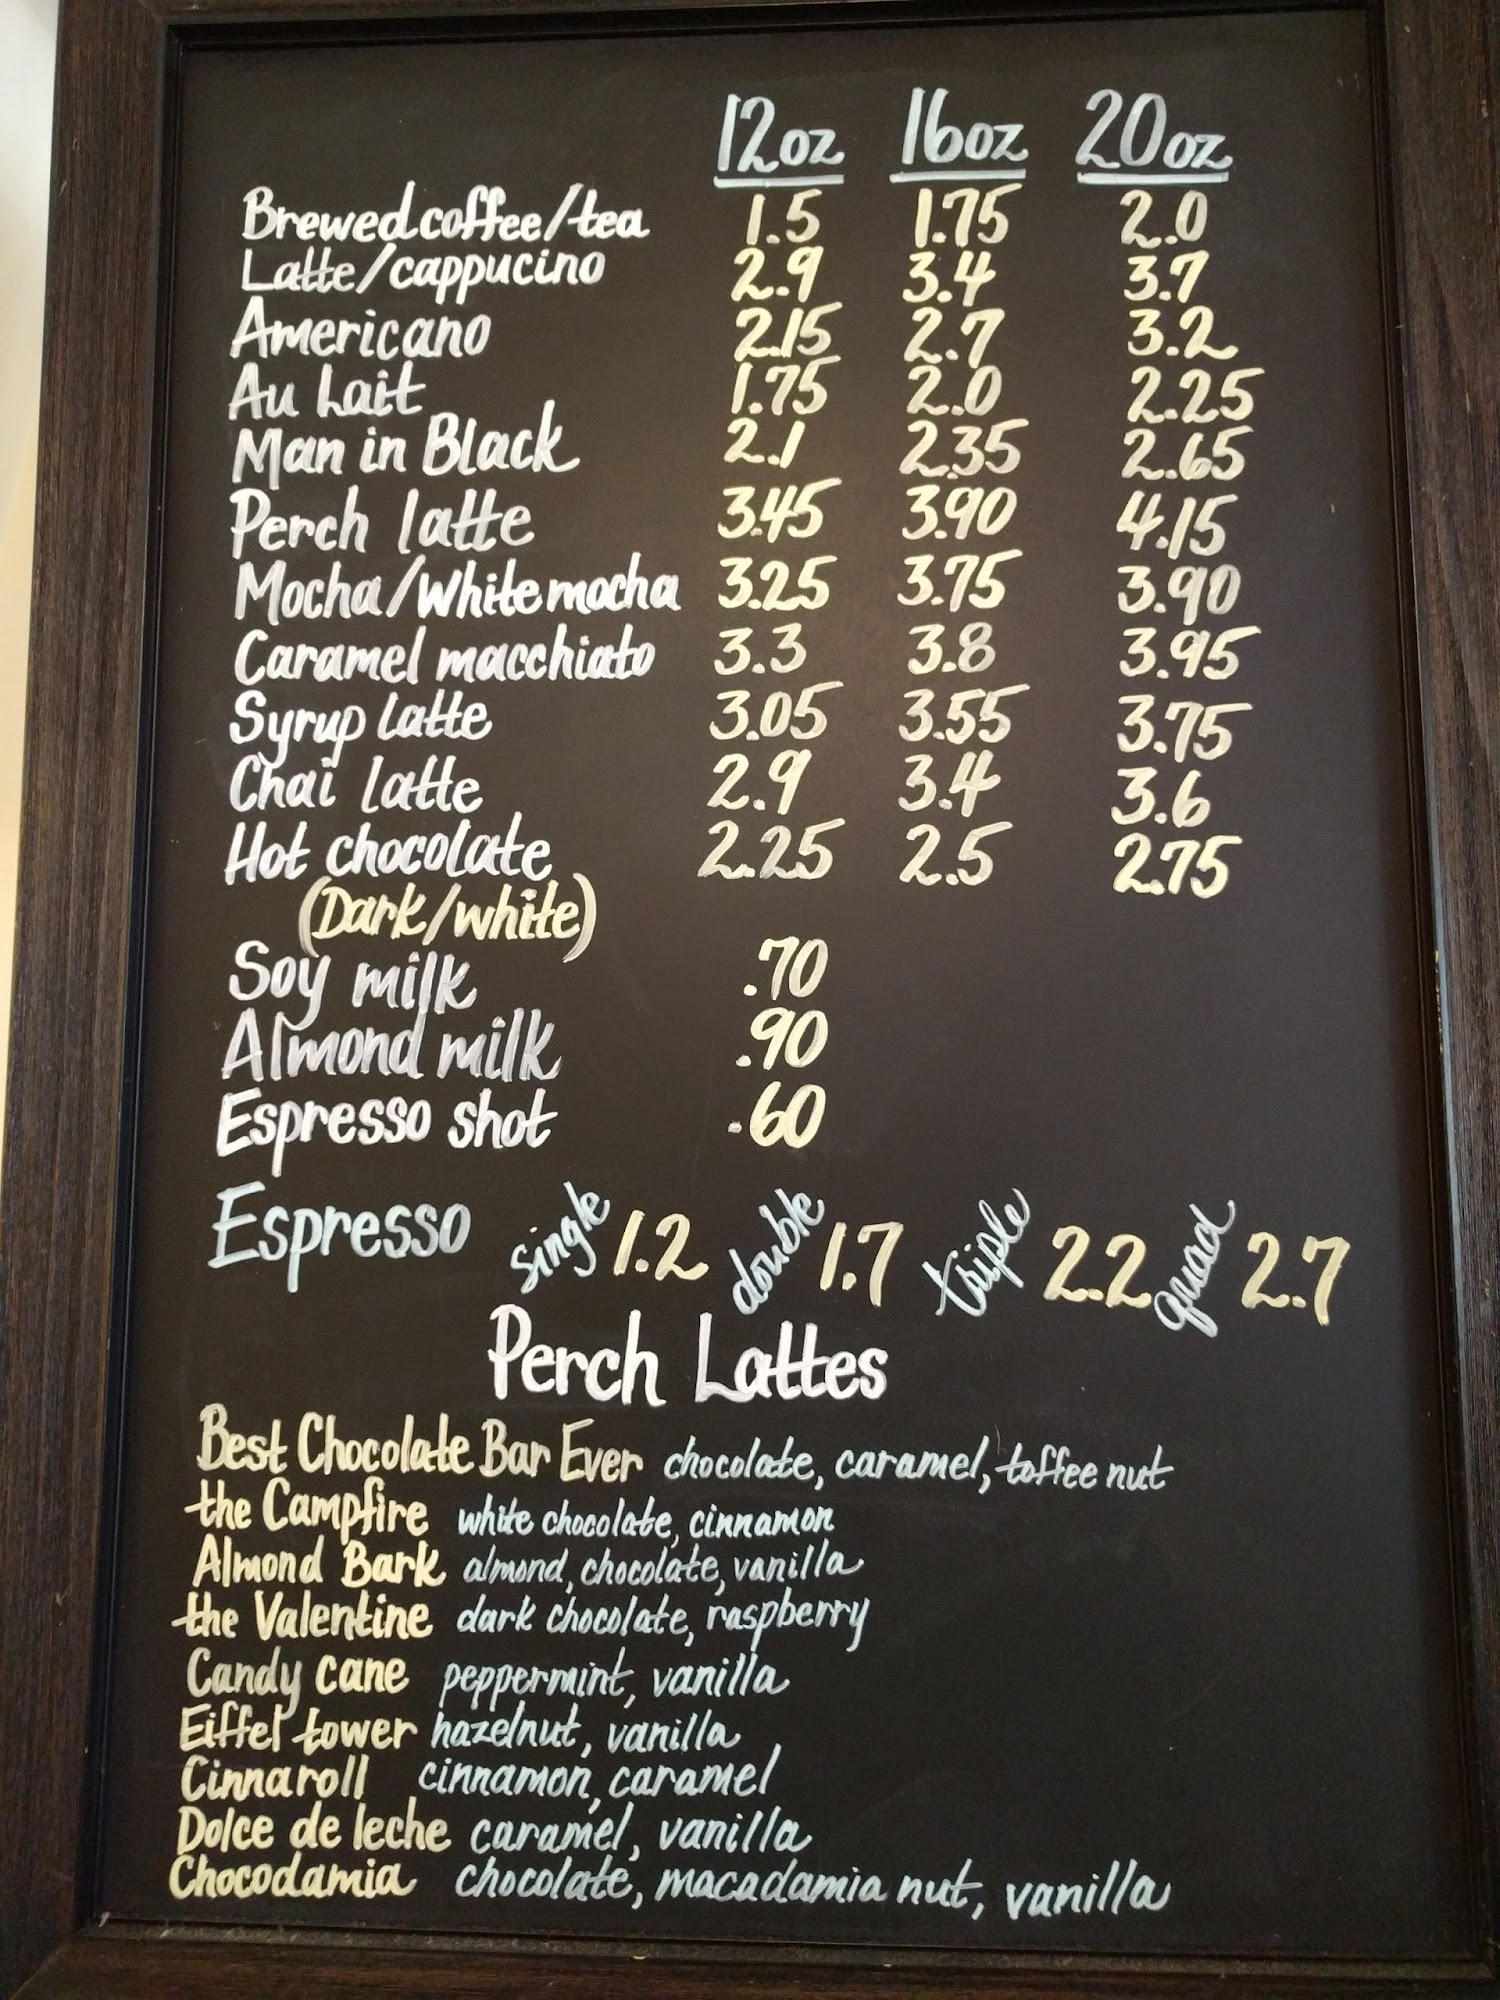 12oz 16oz 20oz
Brewed coffee/tea 1.5 1.75 2.0
Latte/cappucino 2.9 3.4 3.7
Americano 2.15 2.7 3.2
Au Lait 1.75 2.0 2.25
Man in Black 2.1 2.35 2.65
Perch latte 3.45 3.90 4.15
Mocha/White mocha 3.25 3.75 3.90
Caramel macchiato 3.3 3.8 3.95
Syrup Latte 3.05 3.55 3.75
Chai latte 2.9 3.4 3.6
Hot chocolate 2.25 2.5 2.75
(Dark/white)
Soy milk .70
Almond milk .90
Espresso shot .60
Espresso single 1.2 double 1.7 triple 2.2 quad 2.7
Perch Lattes
Best Chocolate Bar Ever chocolate, caramel, toffee nut
the Campfire white chocolate, cinnamon
Almond Bark almond, chocolate, vanilla
the Valentine dark chocolate, raspberry
Candy cane peppermint, vanilla
Eiffel tower hazelnut, vanilla
Cinnaroll cinnamon, caramel
Dolce de leche caramel, vanilla
Chocodamia chocolate, macadamia nut, vanilla